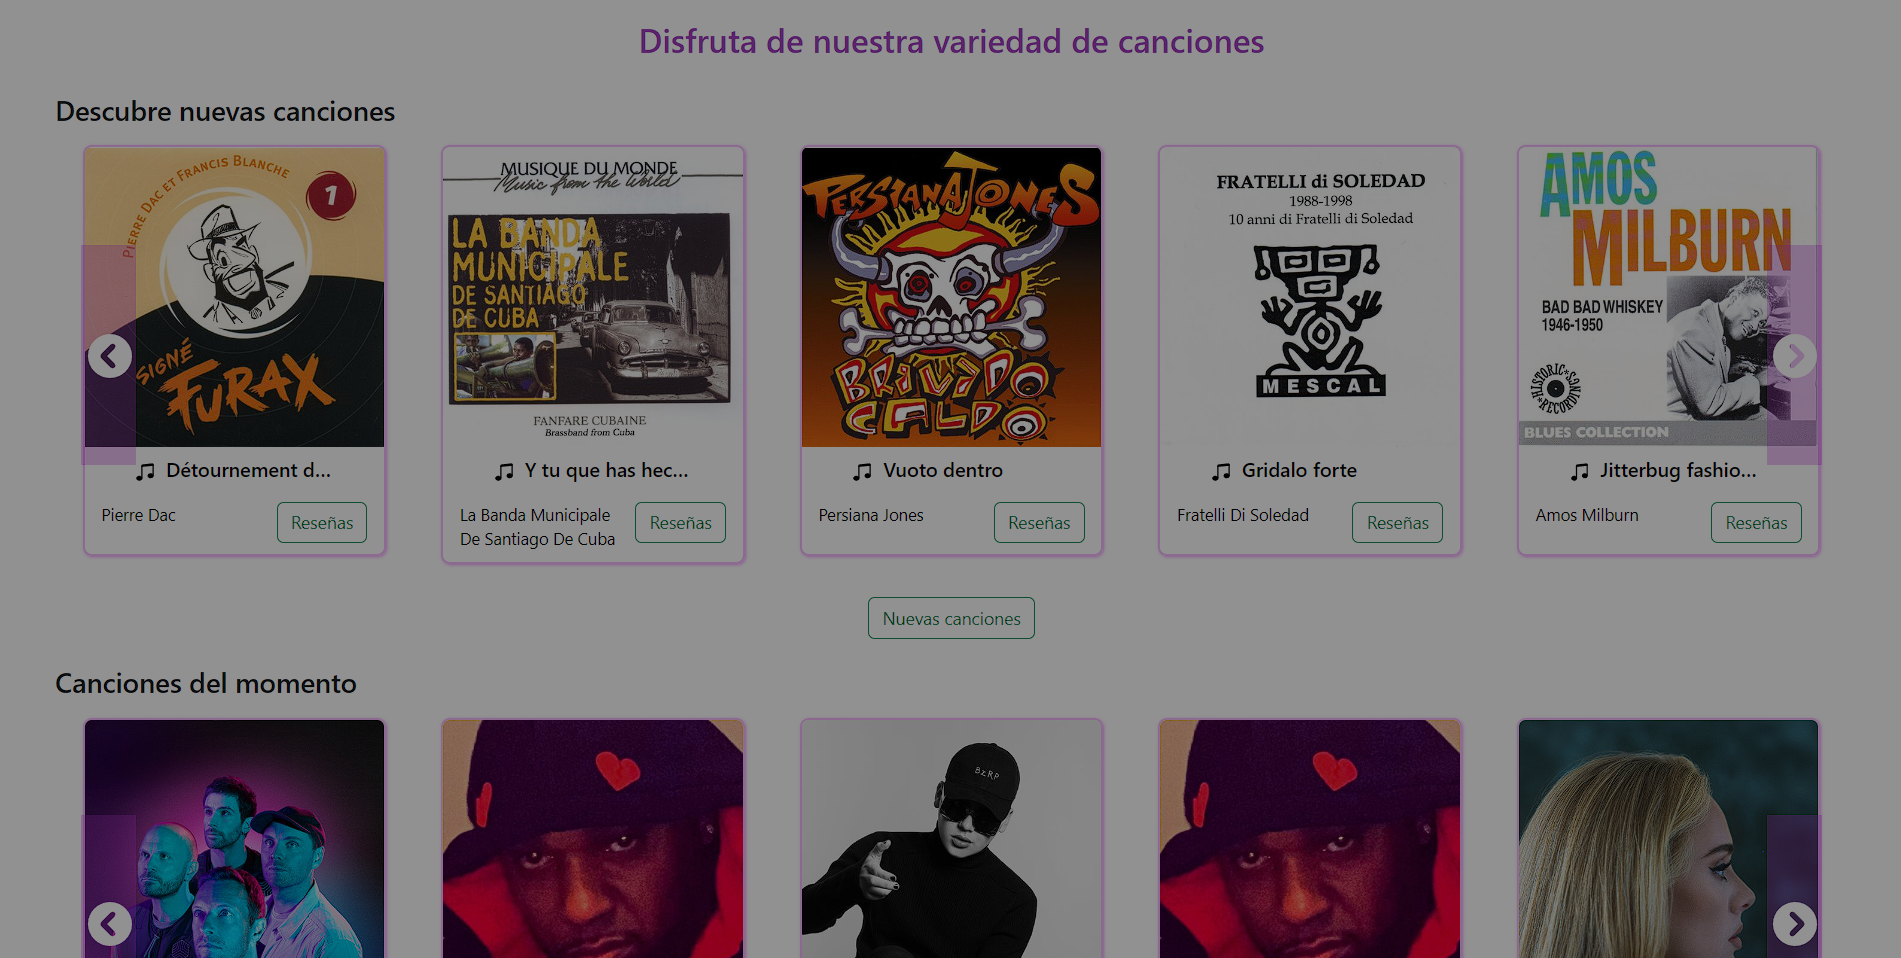 Disfruta de nuestra variedad de canciones
Descubre nuevas canciones
PIERRE DAC ET FRANCIS BLANCHE
1
SIGNÉ
FURAX
Détournement d...
Pierre Dac
Reseñas
MUSIQUE DU MONDE
Music from the World
LA BANDA
MUNICIPALE
DE SANTIAGO
DE CUBA
FANFARE CUBAINE
Brassband from Cuba
Y tu que has hec...
La Banda Municipale
De Santiago De Cuba
Reseñas
PERSIANA JONES
BRIVIDO
CALDO
Vuoto dentro
Persiana Jones
Reseñas
FRATELLI di SOLEDAD
1988-1998
10 anni di Fratelli di Soledad
MESCAL
Gridalo forte
Fratelli Di Soledad
Reseñas
AMOS
MILBURN
BAD BAD WHISKEY
1946-1950
HISTORIC SONG RECORDING
BLUES COLLECTION
Jitterbug fashio...
Amos Milburn
Reseñas
Nuevas canciones
Canciones del momento
BZRP